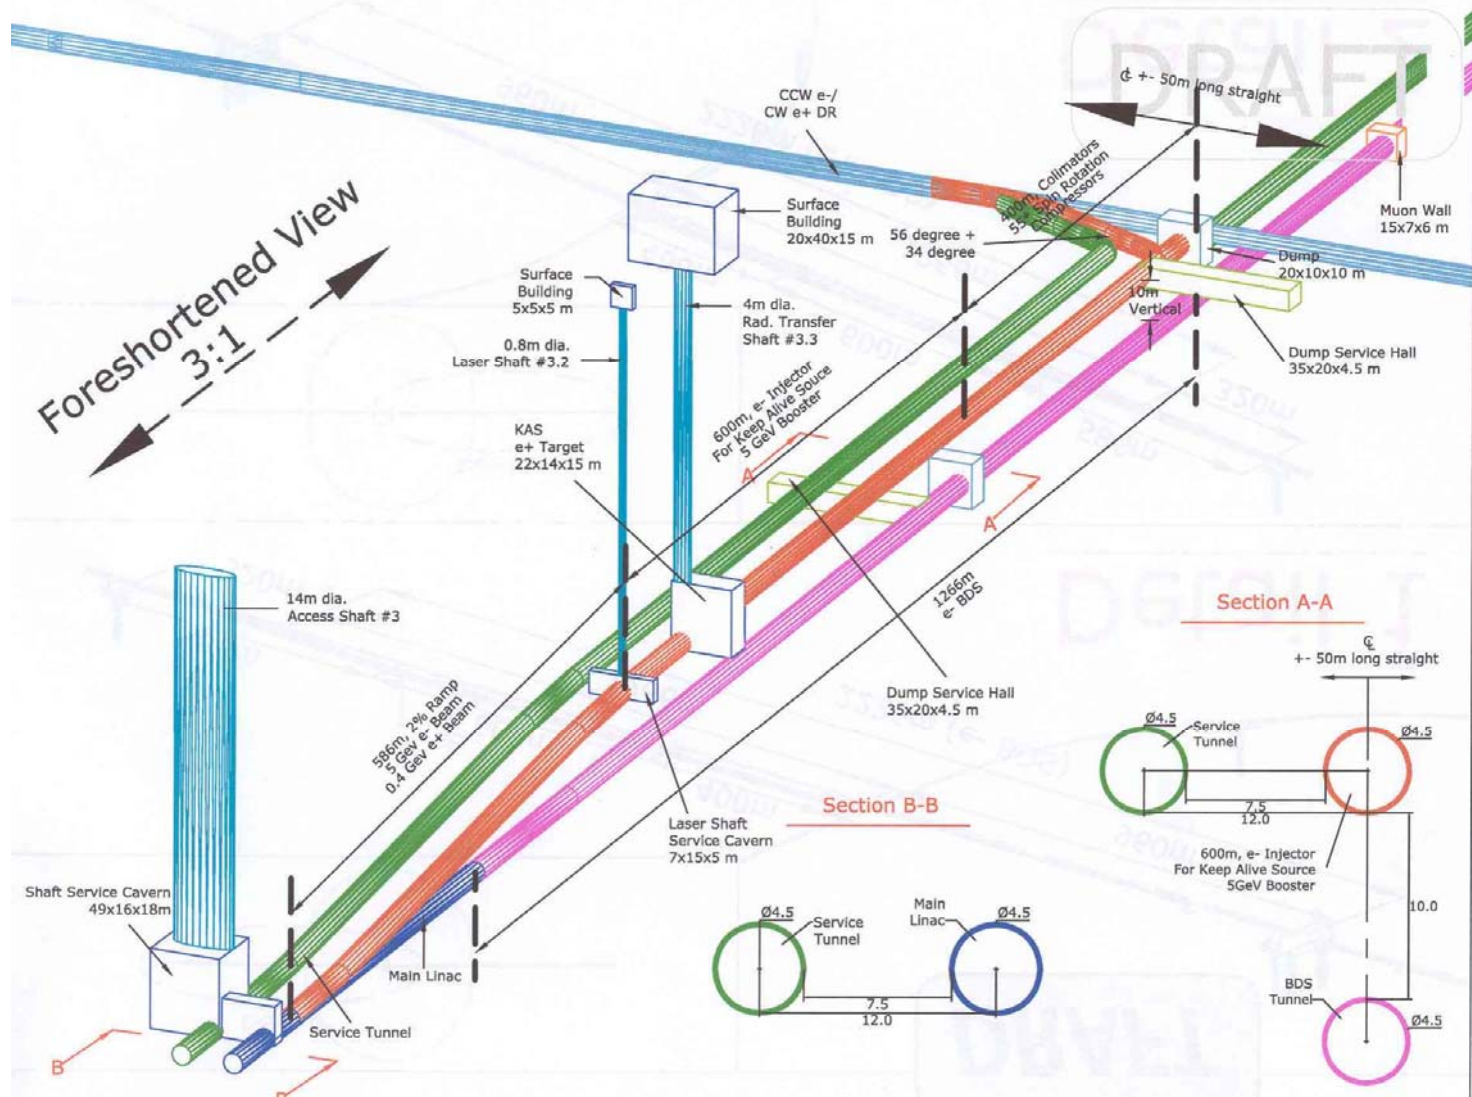 DRAFT
℄ +- 50m long straight
CCW e-/
CW e+ DR
Foreshortened View
3:1
Surface
Building
20x40x15 m
Surface
Building
5x5x5 m
0.8m dia.
Laser Shaft #3.2
4m dia.
Rad. Transfer
Shaft #3.3
400m, Colimators
Spin Rotation
Compressors
56 degree +
34 degree
Muon Wall
15x7x6 m
Dump
20x10x10 m
10m
Vertical
Dump Service Hall
35x20x4.5 m
KAS
e+ Target
22x14x15 m
600m, e- Injector
For Keep Alive Souce
5 GeV Booster
A
A
14m dia.
Access Shaft #3
1266m
e- BDS
Dump Service Hall
35x20x4.5 m
586m, 2% Ramp
5 Gev e- Beam
0.4 Gev e+ Beam
Laser Shaft
Service Cavern
7x15x5 m
Shaft Service Cavern
49x16x18m
Main Linac
Service Tunnel
B
Section A-A
℄
+- 50m long straight
Ø4.5
Service
Tunnel
Ø4.5
7.5
12.0
600m, e- Injector
For Keep Alive Source
5GeV Booster
10.0
BDS
Tunnel
Ø4.5
Section B-B
Ø4.5
Service
Tunnel
Main
Linac
Ø4.5
7.5
12.0